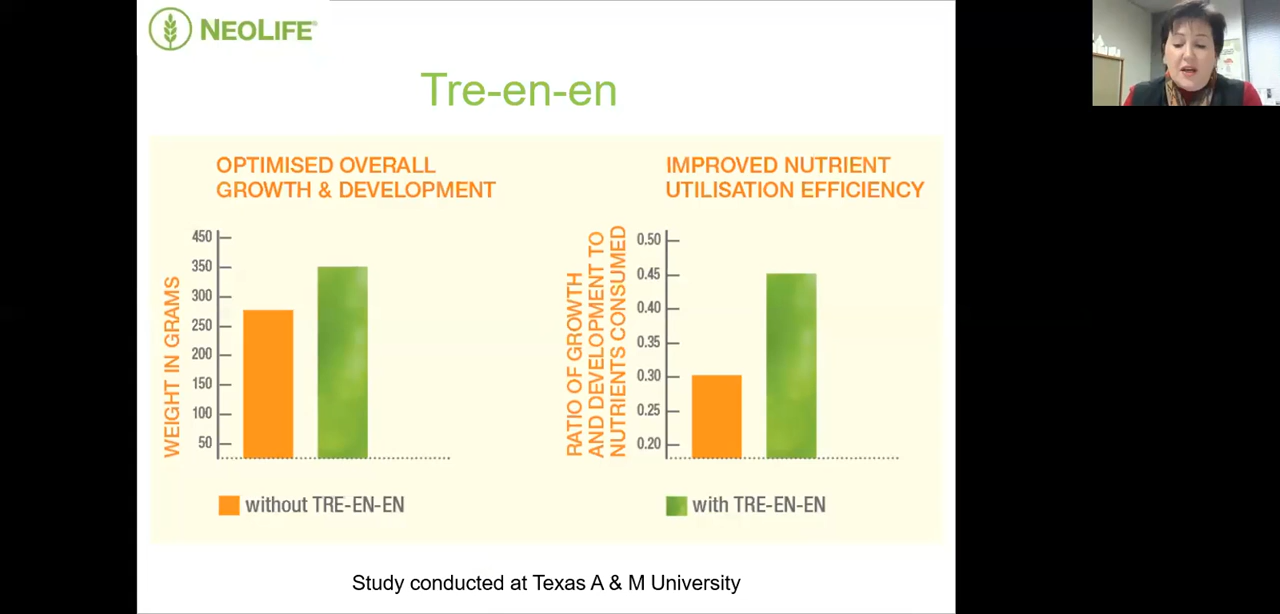 NEOLIFE®
Tre-en-en
OPTIMISED OVERALL
GROWTH & DEVELOPMENT
WEIGHT IN GRAMS
450
350
300
250
200
150
100
50
without TRE-EN-EN
IMPROVED NUTRIENT
UTILISATION EFFICIENCY
RATIO OF GROWTH
AND DEVELOPMENT TO
NUTRIENTS CONSUMED
0.50
0.45
0.40
0.35
0.30
0.25
0.20
with TRE-EN-EN
Study conducted at Texas A & M University